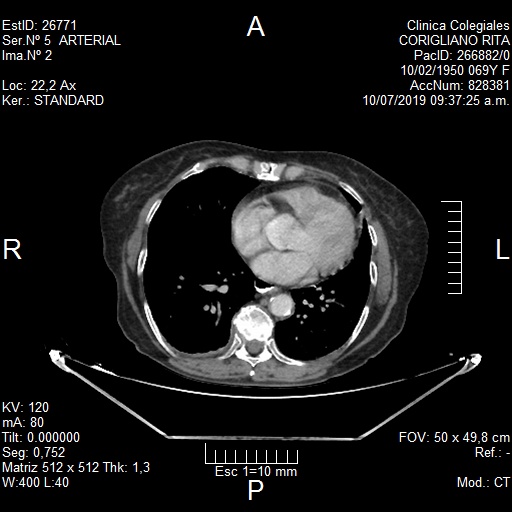 EstID: 26771
Ser.Nº 5 ARTERIAL
Ima.Nº 2
Loc: 22,2 Ax
Ker.: STANDARD
A
Clinica Colegiales
CORIGLIANO RITA
PacID: 266882/0
10/02/1950 069Y F
AccNum: 828381
10/07/2019 09:37:25 a.m.
R
L
KV: 120
mA: 80
Tilt: 0.000000
Seg: 0,752
Matriz 512 x 512 Thk: 1,3
W:400 L:40
Esc 1=10 mm
P
FOV: 50 x 49,8 cm
Ref.: -
Mod.: CT